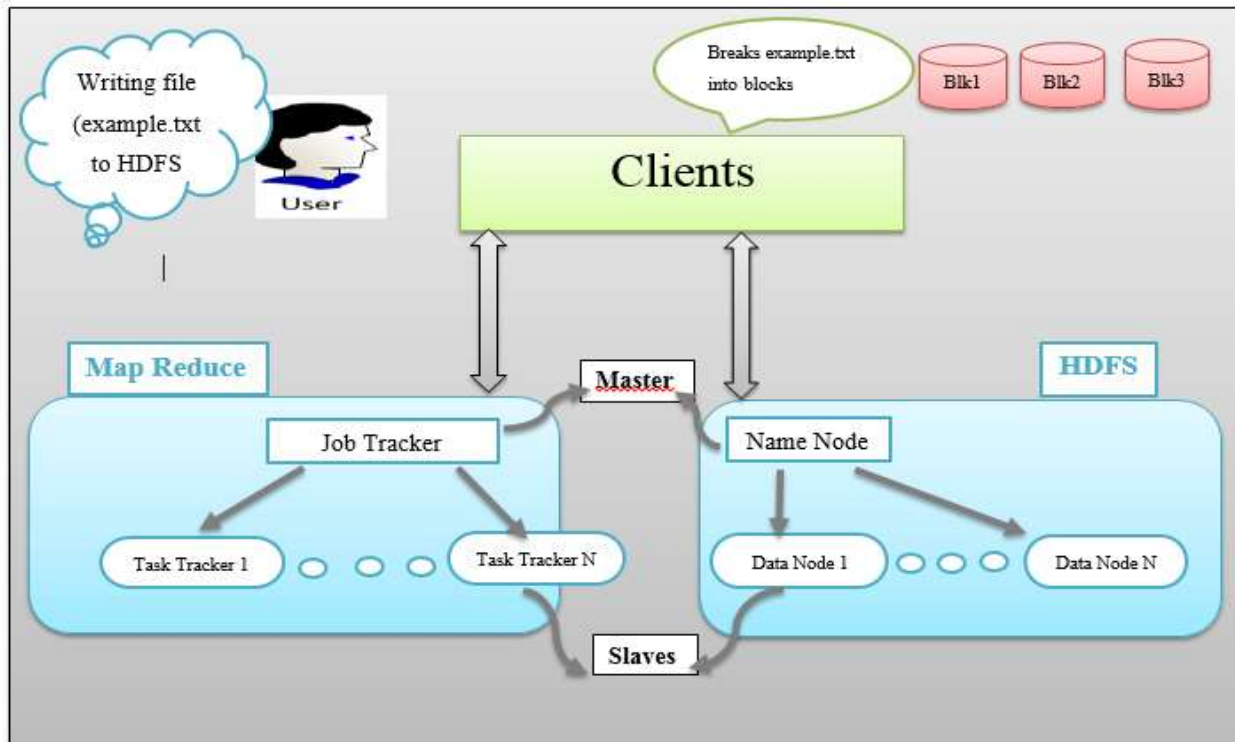 Writing file
(example.txt
to HDFS
User
Breaks example.txt
into blocks
Blk1
Blk2
Blk3
Clients
Map Reduce
Master
HDFS
Job Tracker
Name Node
Task Tracker 1
Task Tracker N
Data Node 1
Data Node N
Slaves